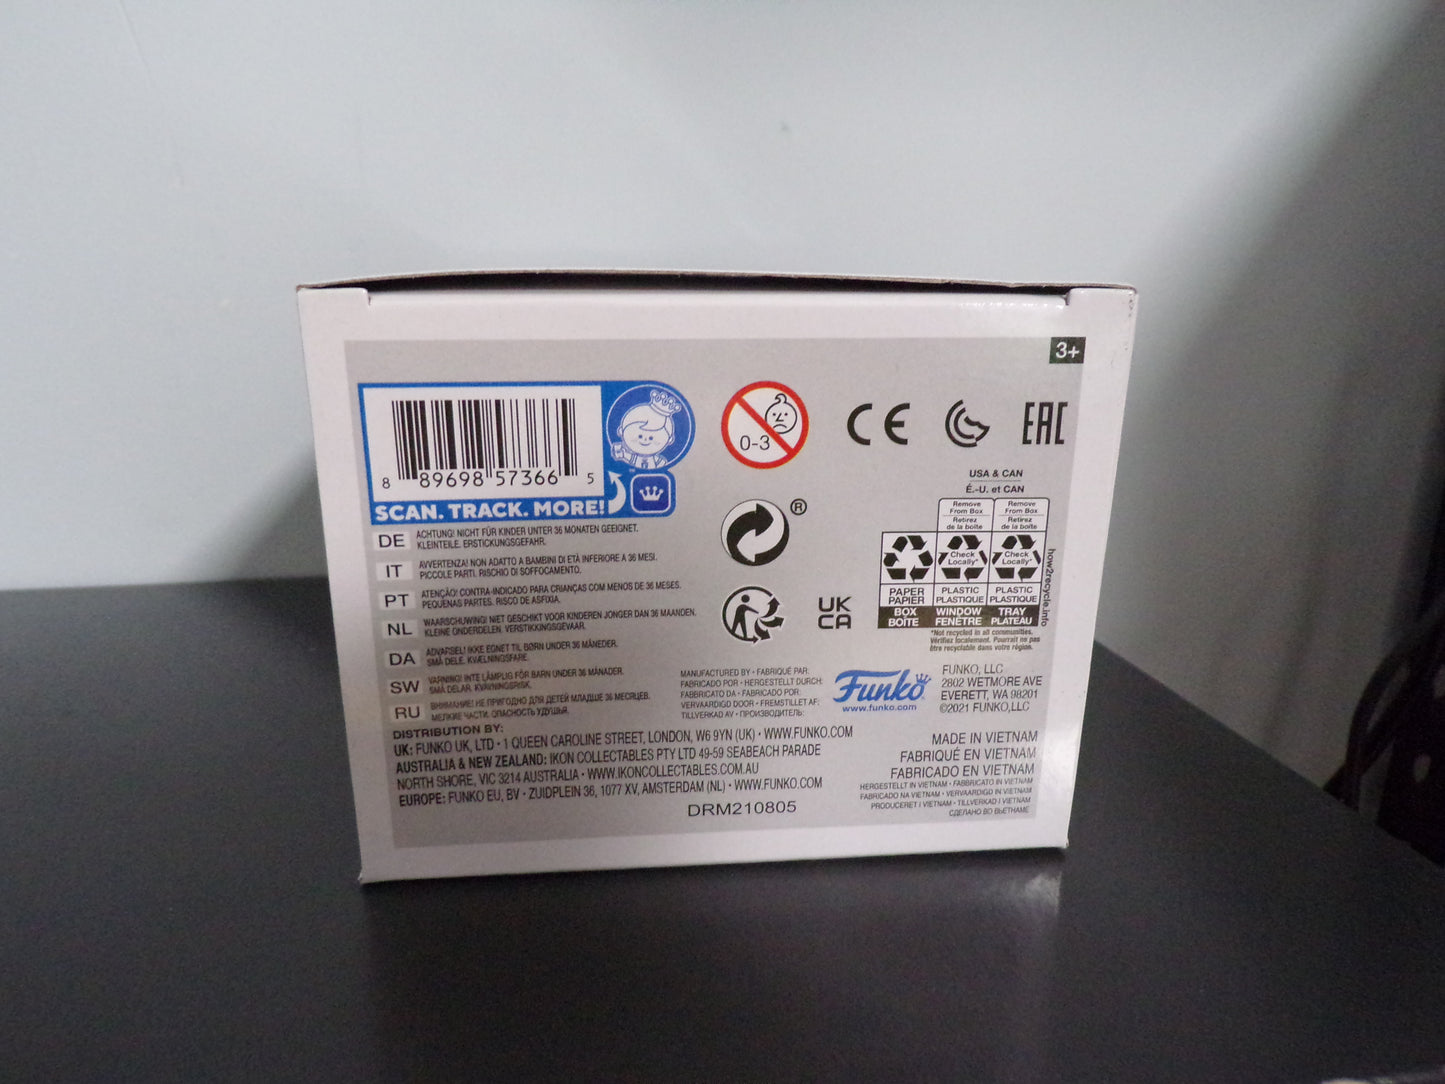 3+
8 89698 57366 5
SCAN. TRACK. MORE!
0-3
CE
EAC
®
UK
CA
USA & CAN
É.-U. et CAN
Remove
From Box
Retirez
de la boîte
Remove
From Box
Retirez
de la boîte
Check
Locally*
Check
Locally*
PAPER
PAPIER
PLASTIC
PLASTIQUE
PLASTIC
PLASTIQUE
BOX
BOÎTE
WINDOW
FENÊTRE
TRAY
PLATEAU
how2recycle.info
*Not recycled in all communities.
Vérifiez localement. Pourrait ne pas
être recyclable dans votre région.
DE ACHTUNG! NICHT FÜR KINDER UNTER 36 MONATEN GEEIGNET.
KLEINTEILE. ERSTICKUNGSGEFAHR.
IT AVVERTENZA! NON ADATTO A BAMBINI DI ETÀ INFERIORE A 36 MESI.
PICCOLE PARTI. RISCHIO DI SOFFOCAMENTO.
PT ATENÇÃO! CONTRA-INDICADO PARA CRIANÇAS COM MENOS DE 36 MESES.
PEQUENAS PARTES. RISCO DE ASFIXIA.
NL WAARSCHUWING! NIET GESCHIKT VOOR KINDEREN JONGER DAN 36 MAANDEN.
KLEINE ONDERDELEN. VERSTIKKINGSGEVAAR.
DA ADVARSEL! IKKE EGNET TIL BØRN UNDER 36 MÅNEDER.
SMÅ DELE. KVÆLNINGSFARE.
SW VARNING! INTE LÄMPLIG FÖR BARN UNDER 36 MÅNADER.
SMÅ DELAR. KVÄVNINGSRISK.
RU ВНИМАНИЕ! НЕ ПРИГОДНО ДЛЯ ДЕТЕЙ МЛАДШЕ 36 МЕСЯЦЕВ.
МЕЛКИЕ ЧАСТИ. ОПАСНОСТЬ УДУШЬЯ.
MANUFACTURED BY • FABRIQUÉ PAR:
FABRICADO POR • HERGESTELLT DURCH:
FABBRICATO DA • FABRICADO POR:
VERVAARDIGD DOOR • FREMSTILLET AF:
TILLVERKAD AV • ПРОИЗВОДИТЕЛЬ:
Funko
www.funko.com
FUNKO, LLC
2802 WETMORE AVE
EVERETT, WA 98201
©2021 FUNKO,LLC
DISTRIBUTION BY:
UK: FUNKO UK, LTD • 1 QUEEN CAROLINE STREET, LONDON, W6 9YN (UK) • WWW.FUNKO.COM
AUSTRALIA & NEW ZEALAND: IKON COLLECTABLES PTY LTD 49-59 SEABEACH PARADE
NORTH SHORE, VIC 3214 AUSTRALIA • WWW.IKONCOLLECTABLES.COM.AU
EUROPE: FUNKO EU, BV • ZUIDPLEIN 36, 1077 XV, AMSTERDAM (NL) • WWW.FUNKO.COM
DRM210805
MADE IN VIETNAM
FABRIQUÉ EN VIETNAM
FABRICADO EN VIETNAM
HERGESTELLT IN VIETNAM • FABBRICATO IN VIETNAM
FABRICADO NA VIETNAM • VERVAARDIGD IN VIETNAM
PRODUCERET I VIETNAM • TILLVERKAD I VIETNAM
СДЕЛАНО ВО ВЬЕТНАМЕ